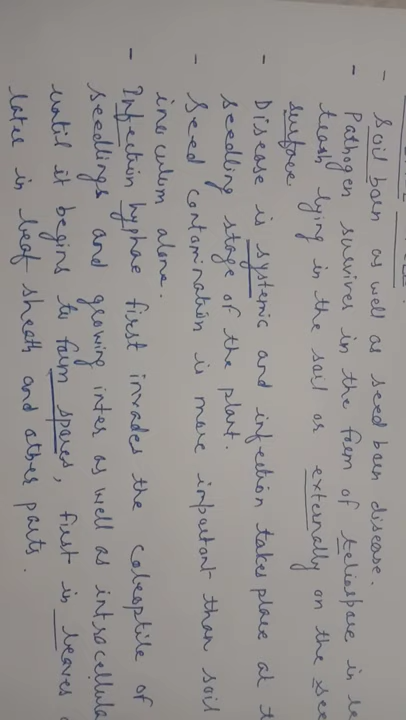 - Soil born as well as seed born disease.
- Pathogen survives in the form of teliospore in
trash lying in the soil or externally on the see
surface
- Disease is systemic and infection takes place at t
seedling stage of the plant.
- Seed contamination is more important than soil
inoculum alone.
- Infection hyphae first invades the coleoptile of
seedlings and growing inter as well as intracellula
until it begins to form spores, first in leaves
later in leaf sheath and other parts.